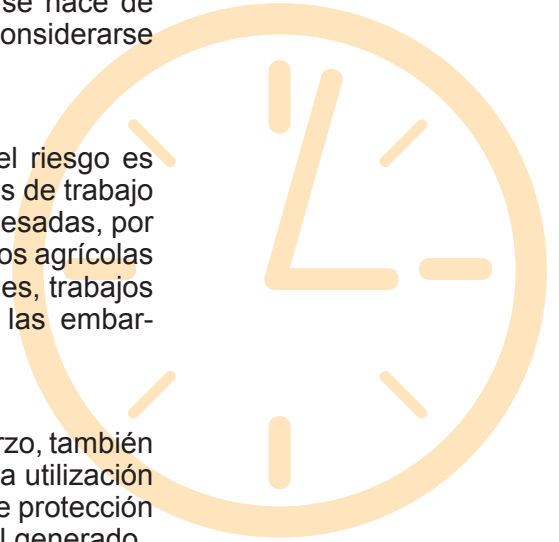 se hace de
onsiderarse
el riesgo es
s de trabajo
esadas, por
os agrícolas
es, trabajos
las embar-
rzo, también
a utilización
e protección
l generado